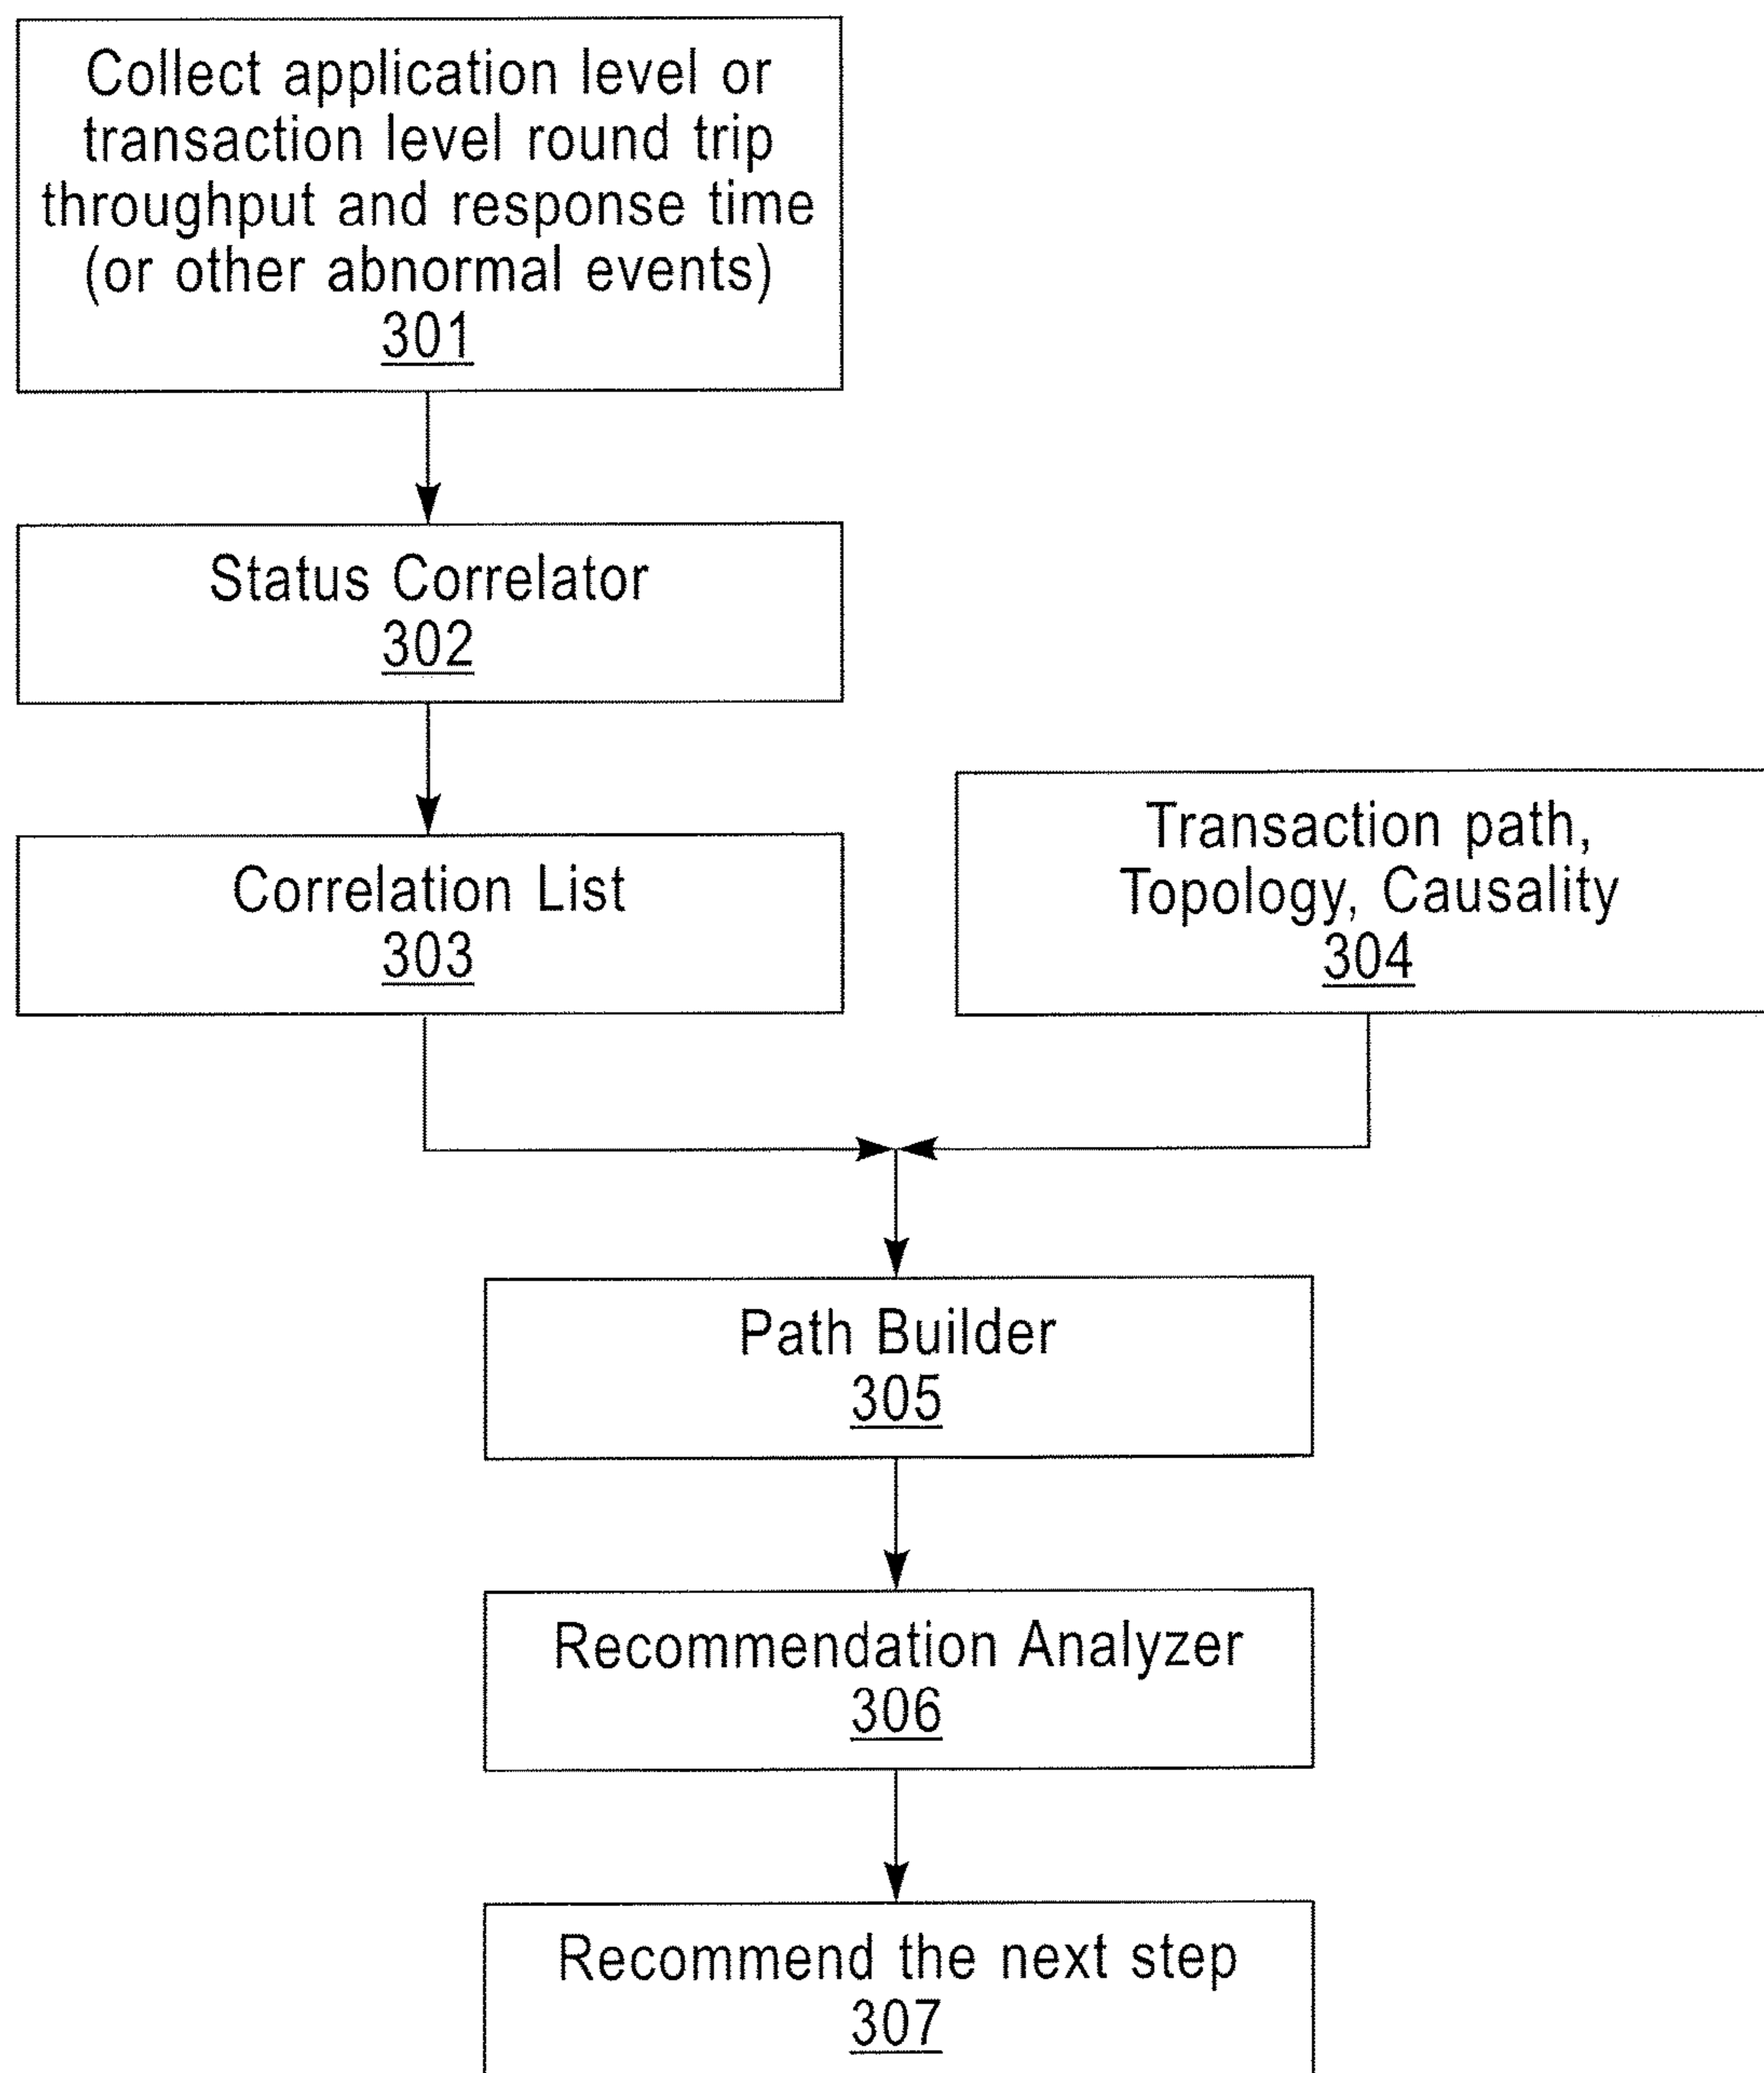 Collect application level or
transaction level round trip
throughput and response time
(or other abnormal events)
301
Status Correlator
302
Correlation List
303
Transaction path,
Topology, Causality
304
Path Builder
305
Recommendation Analyzer
306
Recommend the next step
307